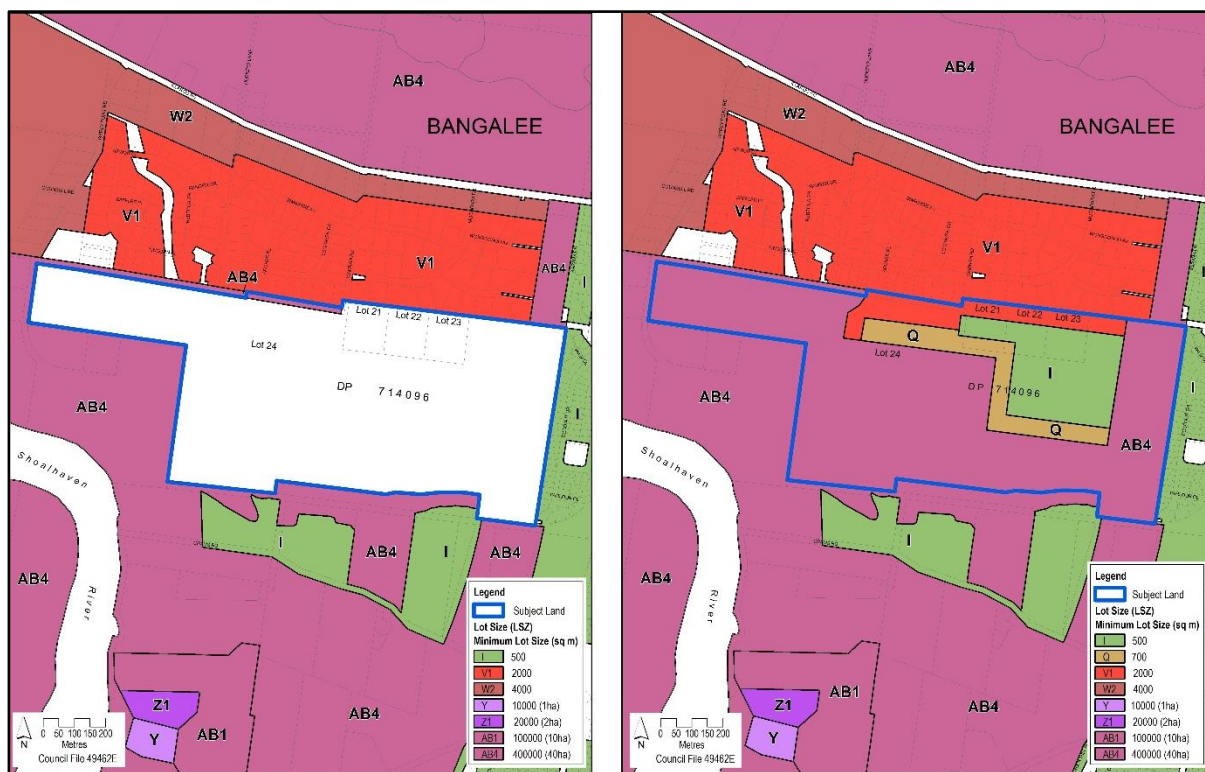 AB4
BANGALEE
W2
V1
V1
AB4
AB4
I
Lot 21 Lot 22 Lot 23
Lot 24
DP 714096
AB4
I
Shoalhaven
River
I
AB4
I
AB4
AB4
Z1
Y
AB1
AB4
N
0 50 100 150 200
Metres
Council File 49462E
Legend
Subject Land
Lot Size (LSZ)
Minimum Lot Size (sq m)
I 500
V1 2000
W2 4000
Y 10000 (1ha)
Z1 20000 (2ha)
AB1 100000 (10ha)
AB4 400000 (40ha)
AB4
BANGALEE
W2
V1
V1
I
Lot 21 Lot 22 Lot 23
Q
Lot 24
I
DP 714096
I
Q
AB4
AB4
Shoalhaven
River
I
AB4
Z1
Y
AB1
AB4
N
0 50 100 150 200
Metres
Council File 49462E
Legend
Subject Land
Lot Size (LSZ)
Minimum Lot Size (sq m)
I 500
Q 700
V1 2000
W2 4000
Y 10000 (1ha)
Z1 20000 (2ha)
AB1 100000 (10ha)
AB4 400000 (40ha)